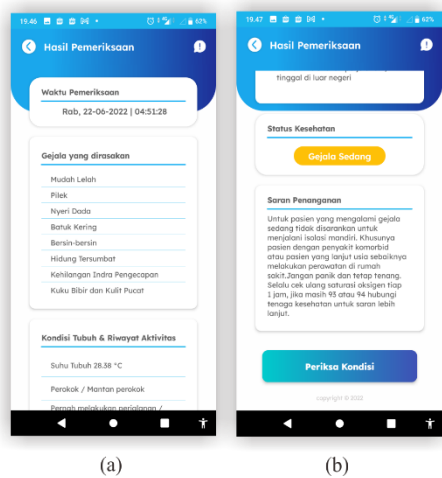 19.46
62%
Hasil Pemeriksaan
Waktu Pemeriksaan
Rab, 22-06-2022 | 04:51:28
Gejala yang dirasakan
Mudah Lelah
Pilek
Nyeri Dada
Batuk Kering
Bersin-bersin
Hidung Tersumbat
Kehilangan Indra Pengecapan
Kuku Bibir dan Kulit Pucat
Kondisi Tubuh & Riwayat Aktivitas
Suhu Tubuh 28.38 °C
Perokok / Mantan perokok
Pernah melakukan perjalanan /
(a)
19.47
62%
Hasil Pemeriksaan
tinggal di luar negeri
Status Kesehatan
Gejala Sedang
Saran Penanganan
Untuk pasien yang mengalami gejala
sedang tidak disarankan untuk
menjalani isolasi mandiri. Khusunya
pasien dengan penyakit komorbid
atau pasien yang lanjut usia sebaiknya
melakukan perawatan di rumah
sakit.Jangan panik dan tetap tenang.
Selalu cek ulang saturasi oksigen tiap
1 jam, jika masih 93 atau 94 hubungi
tenaga kesehatan untuk saran lebih
lanjut.
Periksa Kondisi
copyright © 2022
(b)